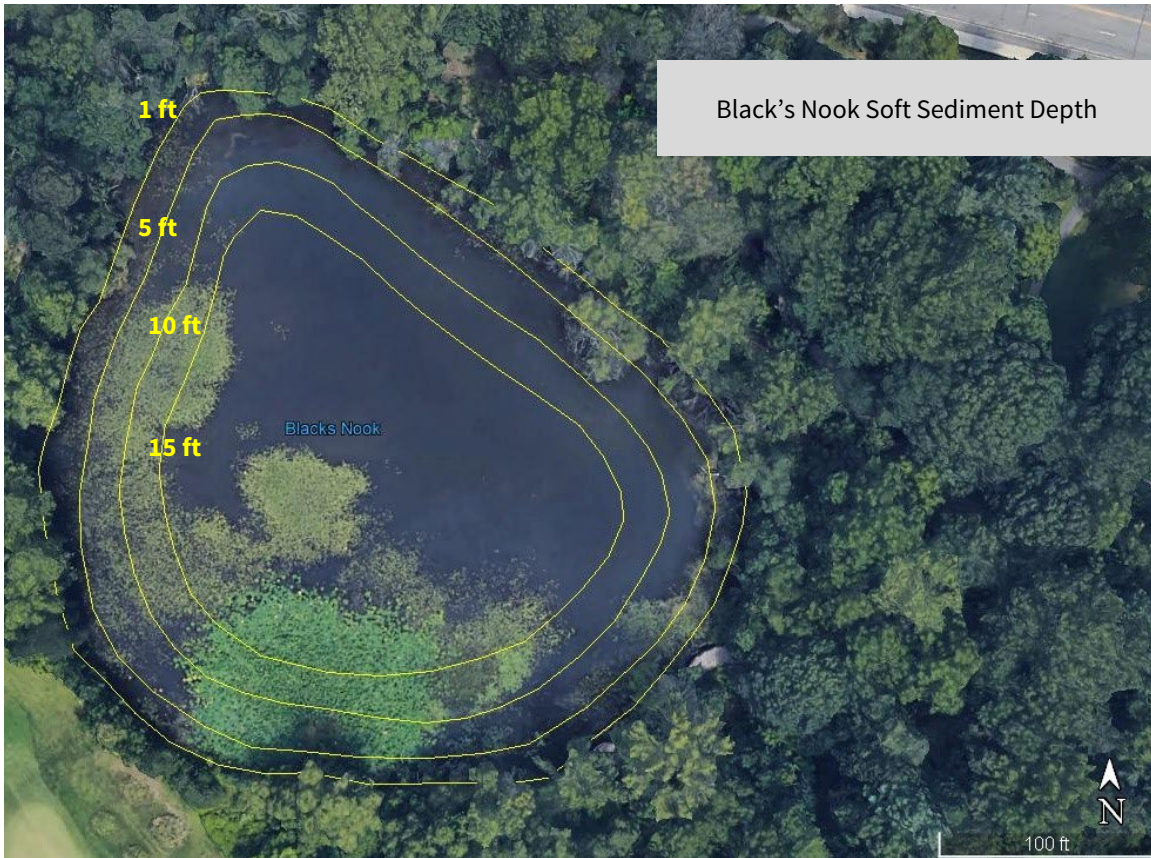 Black's Nook Soft Sediment Depth
1 ft
5 ft
10 ft
Blacks Nook
15 ft
N
100 ft